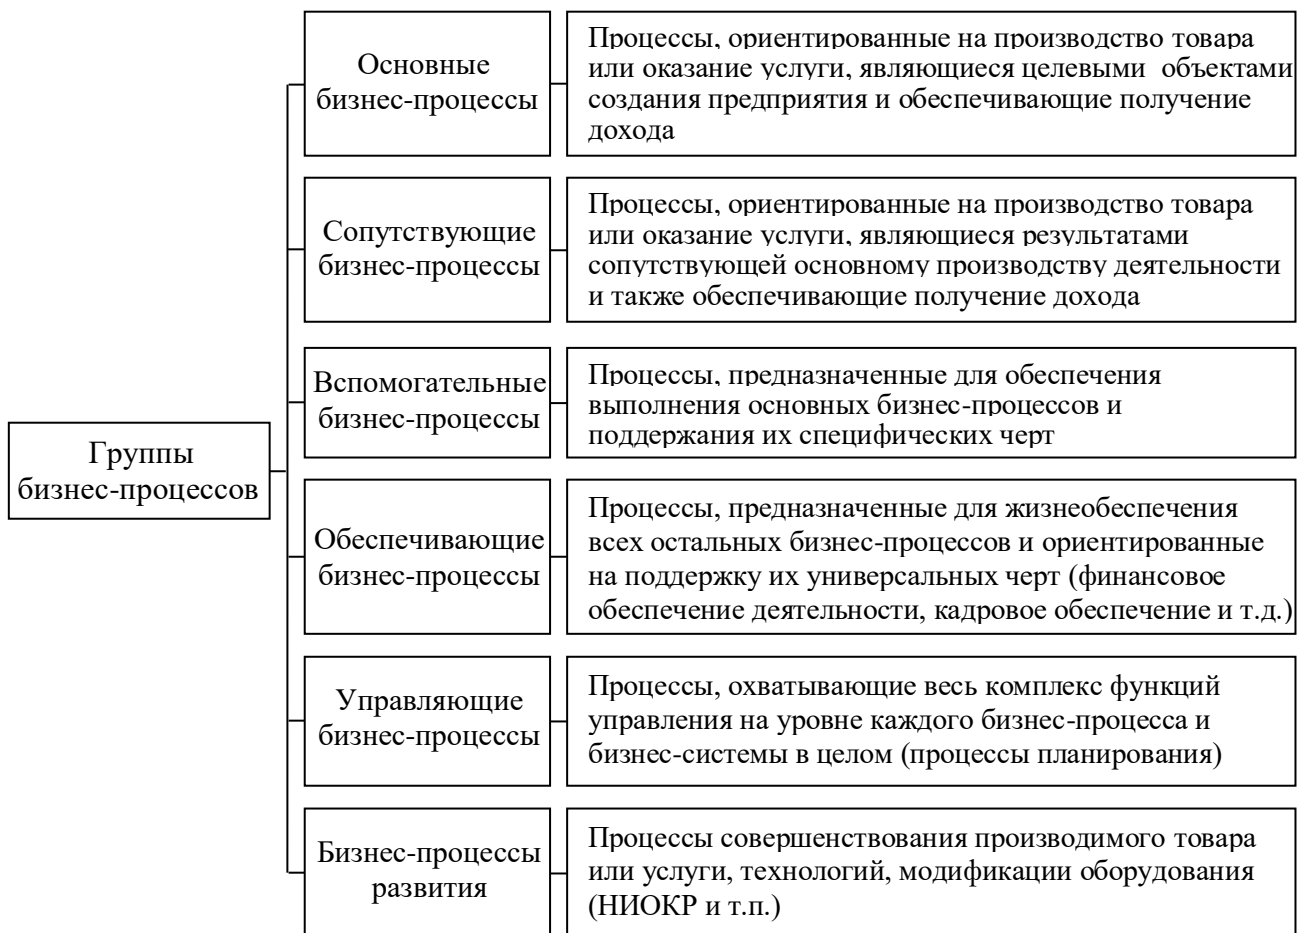 Группы
бизнес-процессов
Основные
бизнес-процессы
Процессы, ориентированные на производство товара
или оказание услуги, являющиеся целевыми объектами
создания предприятия и обеспечивающие получение
дохода
Сопутствующие
бизнес-процессы
Процессы, ориентированные на производство товара
или оказание услуги, являющиеся результатами
сопутствующей основному производству деятельности
и также обеспечивающие получение дохода
Вспомогательные
бизнес-процессы
Процессы, предназначенные для обеспечения
выполнения основных бизнес-процессов и
поддержания их специфических черт
Обеспечивающие
бизнес-процессы
Процессы, предназначенные для жизнеобеспечения
всех остальных бизнес-процессов и ориентированные
на поддержку их универсальных черт (финансовое
обеспечение деятельности, кадровое обеспечение и т.д.)
Управляющие
бизнес-процессы
Процессы, охватывающие весь комплекс функций
управления на уровне каждого бизнес-процесса и
бизнес-системы в целом (процессы планирования)
Бизнес-процессы
развития
Процессы совершенствования производимого товара
или услуги, технологий, модификации оборудования
(НИОКР и т.п.)